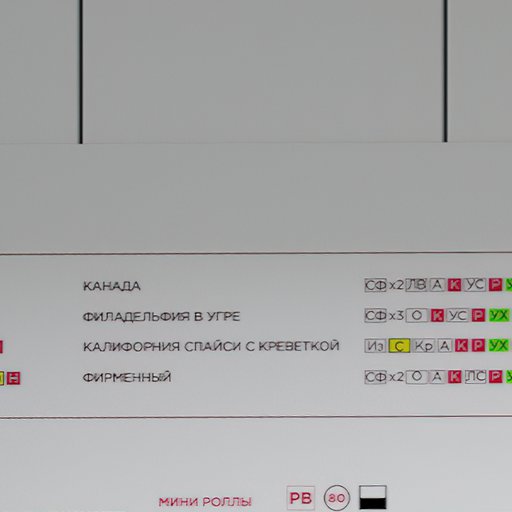 КАНАДА СФ x2 ЛВ А К УС Р
ФИЛАДЕЛЬФИЯ В УГРЕ СФ x3 О К УС Р УХ
КАЛИФОРНИЯ СПАЙСИ С КРЕВЕТКОЙ Из С Кр А К Р УХ
Н ФИРМЕННЫЙ СФ x2 О А К ЛС Р
МИНИ РОЛЛЫ РВ 80